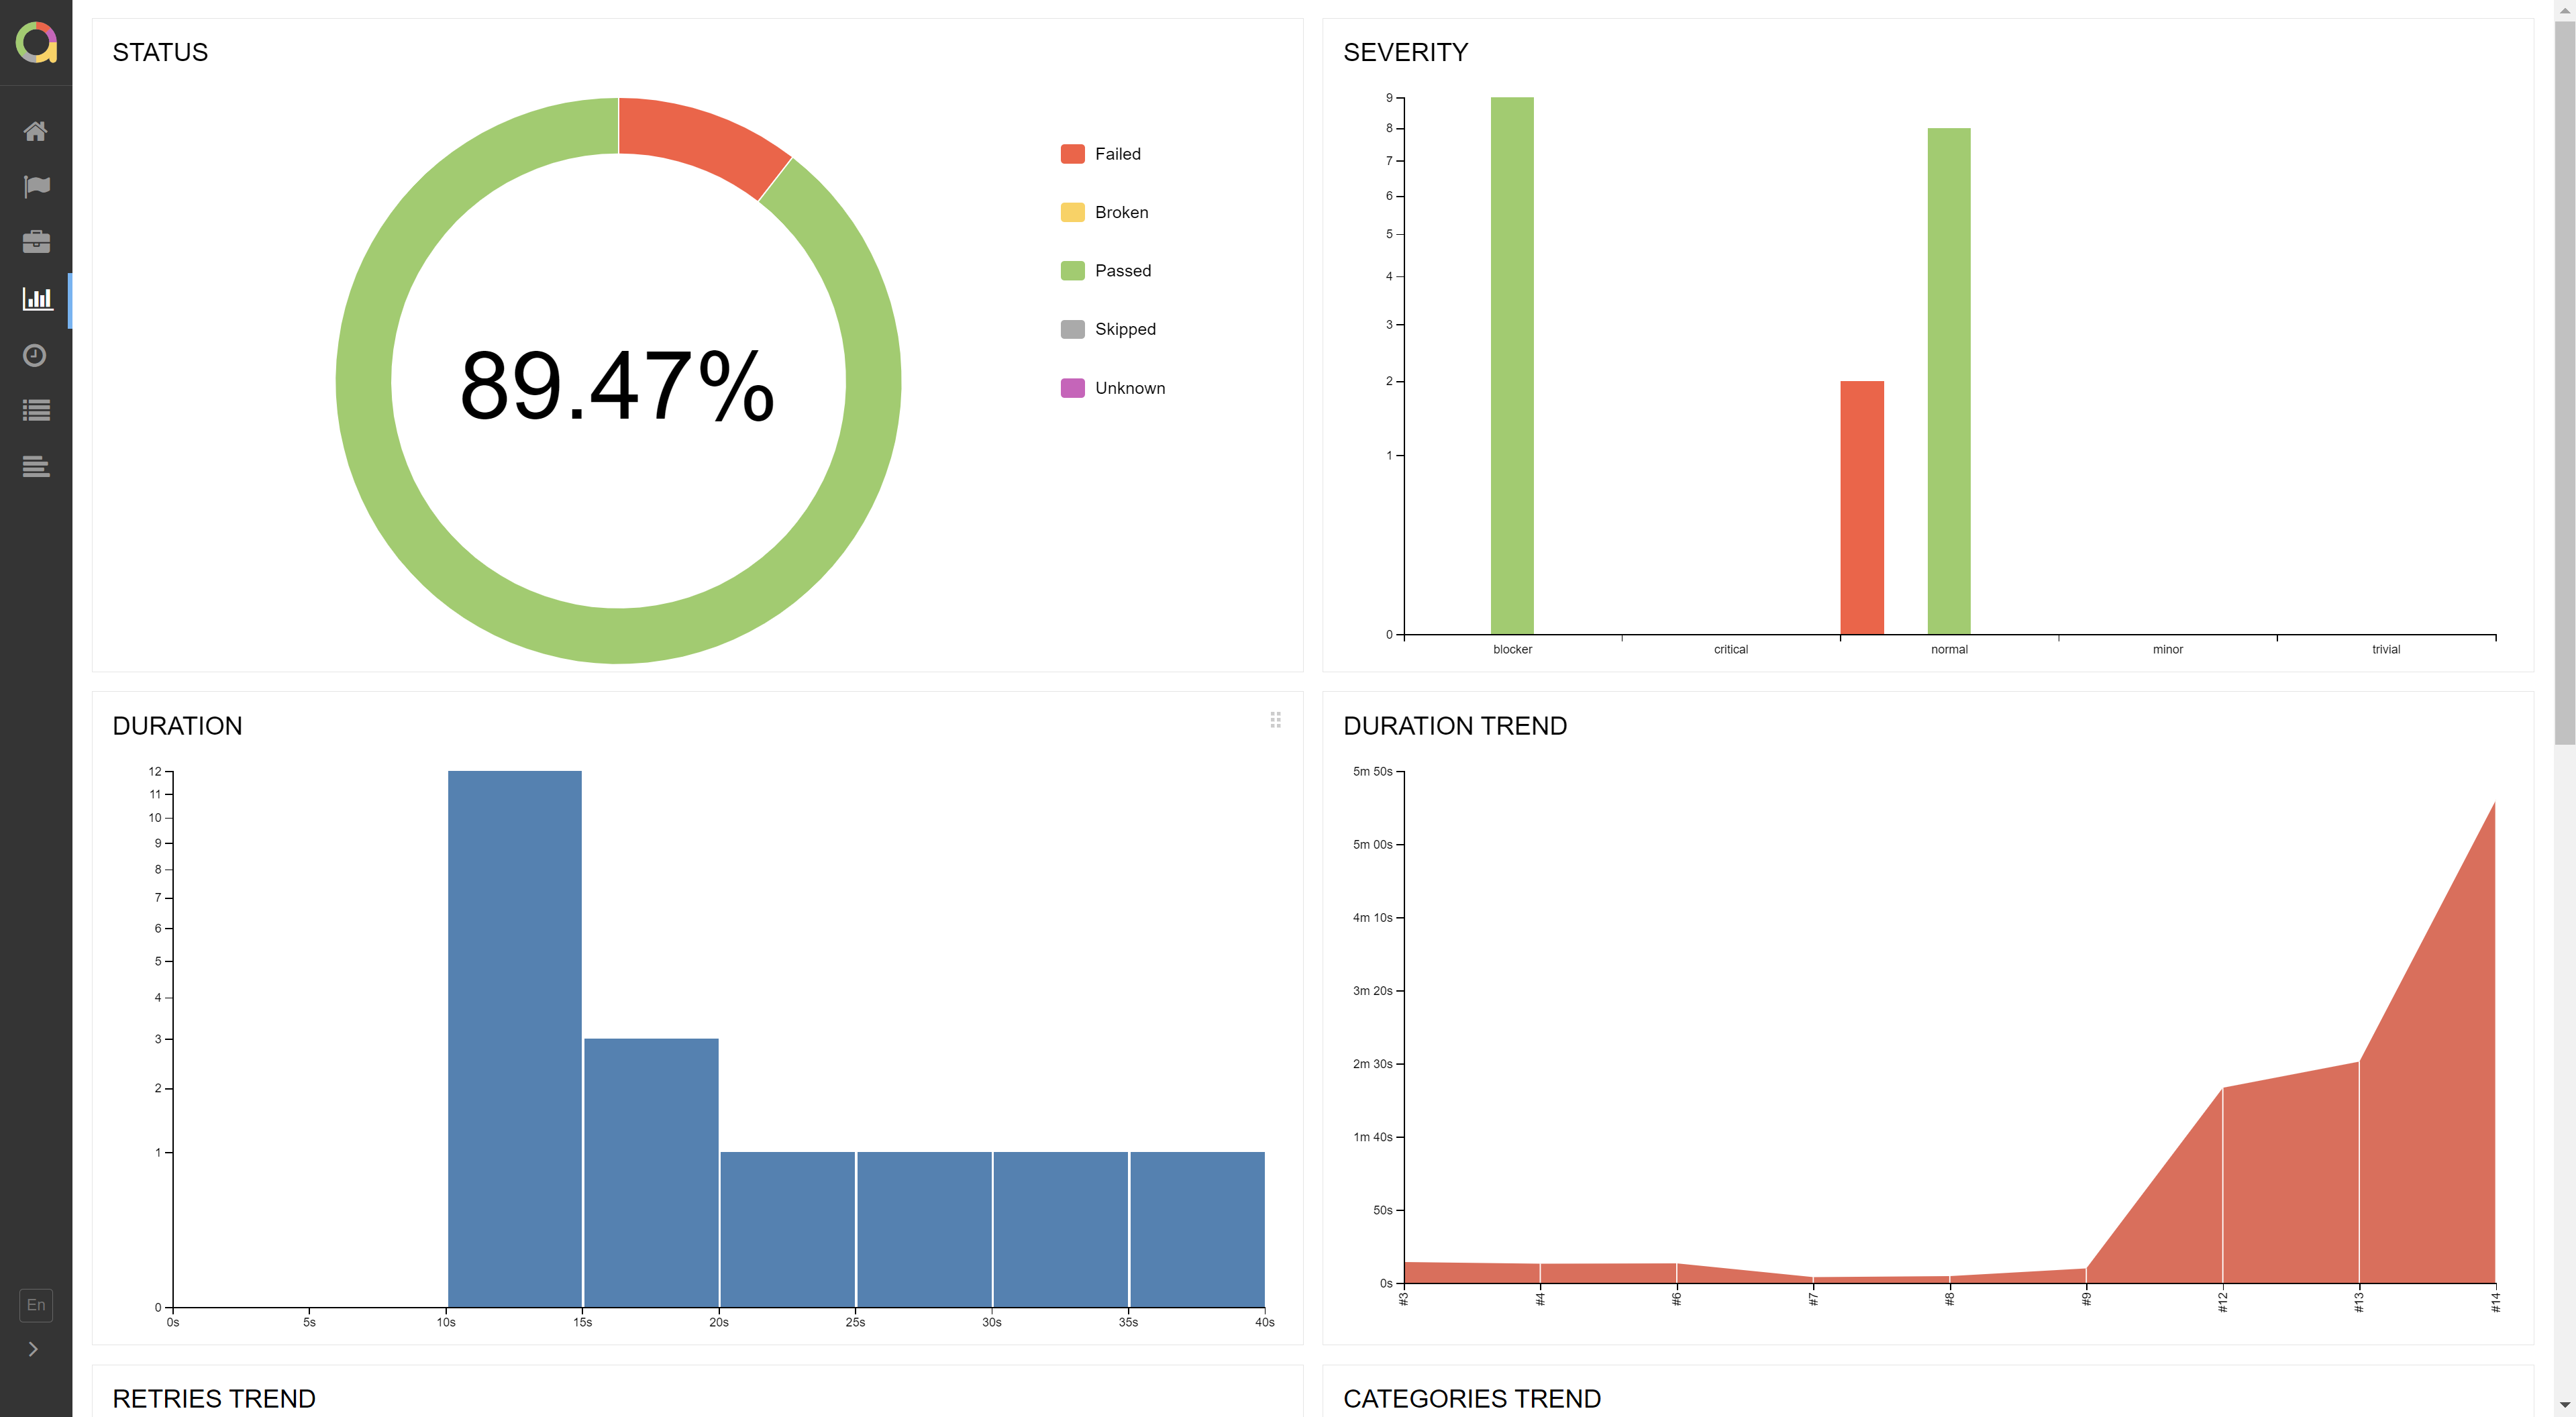 STATUS
89.47%
Failed
Broken
Passed
Skipped
Unknown
SEVERITY
9
8
7
6
5
4
3
2
1
0
blocker critical normal minor trivial
DURATION
12
11
10
9
8
7
6
5
4
3
2
1
0
0s 5s 10s 15s 20s 25s 30s 35s 40s
DURATION TREND
5m 50s
5m 00s
4m 10s
3m 20s
2m 30s
1m 40s
50s
0s
#3 #4 #6 #7 #8 #9 #12 #13 #14
En
RETRIES TREND
CATEGORIES TREND